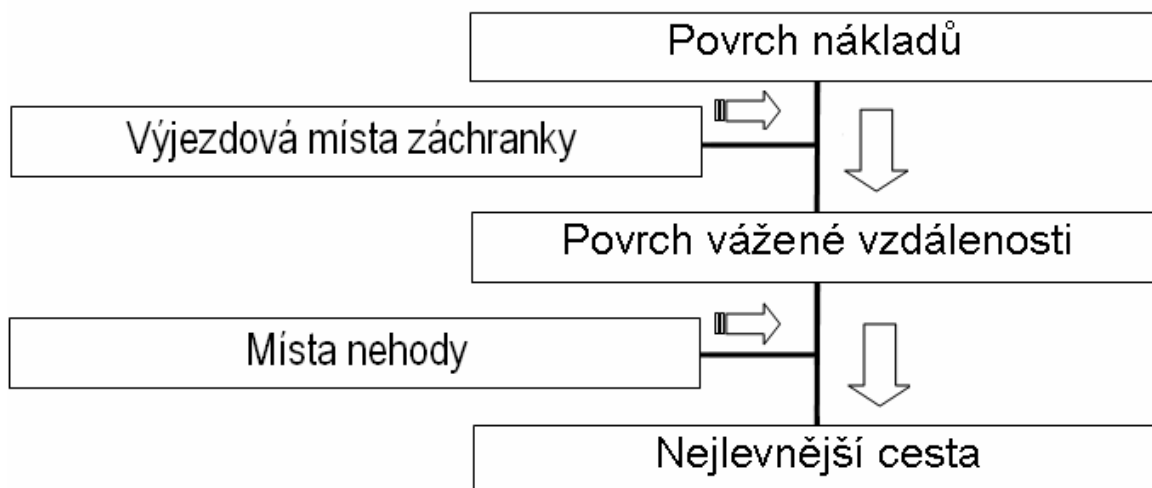 Povrch nákladů
Výjezdová místa záchranky
Povrch vážené vzdálenosti
Místa nehody
Nejlevnější cesta